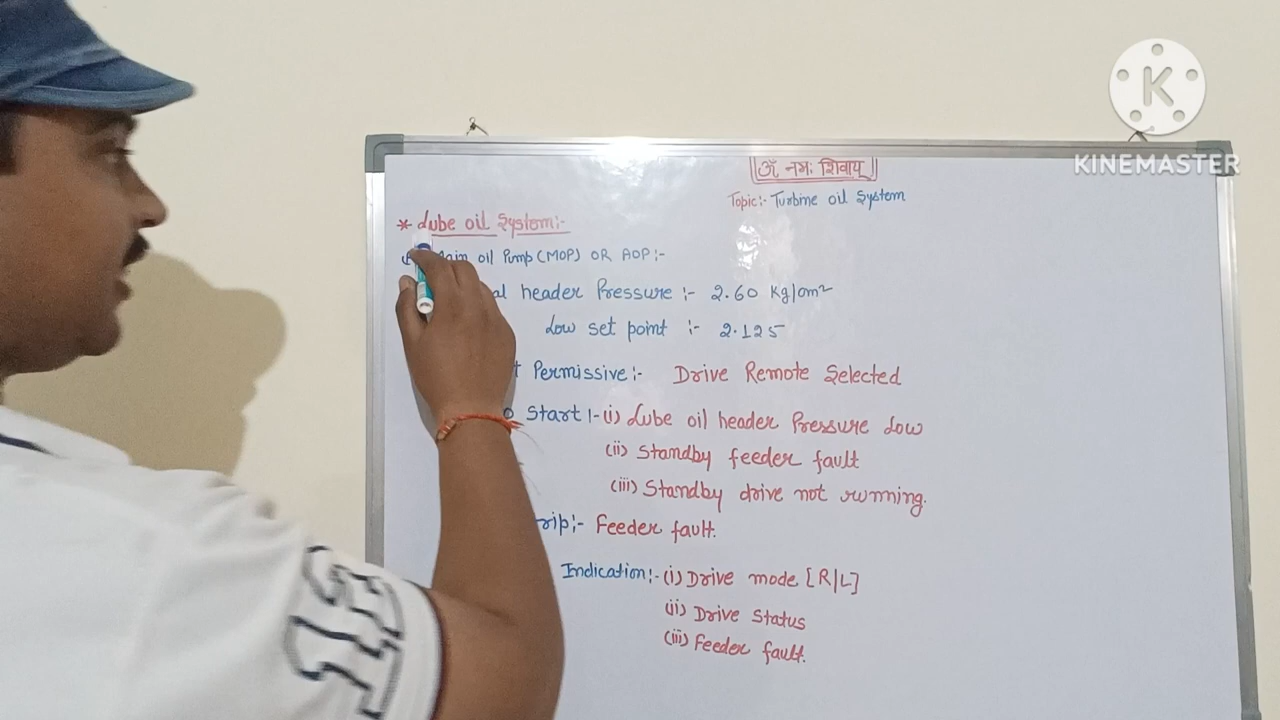 ॐ नमः शिवाय्
Topic:- Turbine oil System
* Lube oil System:-
oil Pump (MOP) OR AOP:-
header Pressure:- 2.60 Kg/cm²
Low set point :- 2.125
Permissive:- Drive Remote Selected
Start:- (i) Lube oil header Pressure Low
(ii) Standby feeder fault
(iii) Standby drive not running.
Feeder fault.
Indication:- (i) Drive mode [R/L]
(ii) Drive Status
(iii) Feeder fault.
K
KINEMASTER